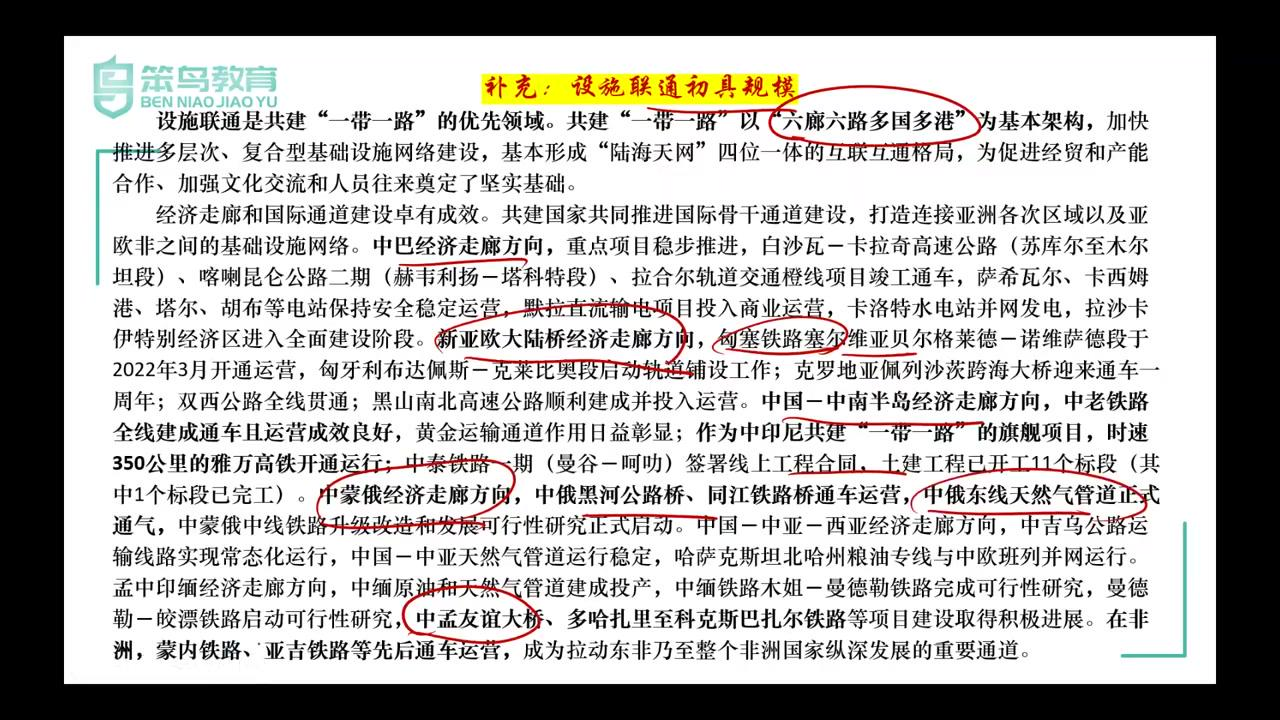 笨鸟教育
BEN NIAO JIAO YU
补充：设施联通初具规模
设施联通是共建“一带一路”的优先领域。共建“一带一路”以“六廊六路多国多港”为基本架构，加快
推进多层次、复合型基础设施网络建设，基本形成“陆海天网”四位一体的互联互通格局，为促进经贸和产能
合作、加强文化交流和人员往来奠定了坚实基础。
经济走廊和国际通道建设卓有成效。共建国家共同推进国际骨干通道建设，打造连接亚洲各次区域以及亚
欧非之间的基础设施网络。中巴经济走廊方向，重点项目稳步推进，白沙瓦－卡拉奇高速公路（苏库尔至木尔
坦段）、喀喇昆仑公路二期（赫韦利扬－塔科特段）、拉合尔轨道交通橙线项目竣工通车，萨希瓦尔、卡西姆
港、塔尔、胡布等电站保持安全稳定运营，默拉直流输电项目投入商业运营，卡洛特水电站并网发电，拉沙卡
伊特别经济区进入全面建设阶段。新亚欧大陆桥经济走廊方向，匈塞铁路塞尔维亚贝尔格莱德－诺维萨德段于
2022年3月开通运营，匈牙利布达佩斯－克莱比奥段启动轨道铺设工作；克罗地亚佩列沙茨跨海大桥迎来通车一
周年；双西公路全线贯通；黑山南北高速公路顺利建成并投入运营。中国－中南半岛经济走廊方向，中老铁路
全线建成通车且运营成效良好，黄金运输通道作用日益彰显；作为中印尼共建“一带一路”的旗舰项目，时速
350公里的雅万高铁开通运行；中泰铁路一期（曼谷－呵叻）签署线上工程合同，土建工程已开工11个标段（其
中1个标段已完工）。中蒙俄经济走廊方向，中俄黑河公路桥、同江铁路桥通车运营，中俄东线天然气管道正式
通气，中蒙俄中线铁路升级改造和发展可行性研究正式启动。中国－中亚－西亚经济走廊方向，中吉乌公路运
输线路实现常态化运行，中国－中亚天然气管道运行稳定，哈萨克斯坦北哈州粮油专线与中欧班列并网运行。
孟中印缅经济走廊方向，中缅原油和天然气管道建成投产，中缅铁路木姐－曼德勒铁路完成可行性研究，曼德
勒－皎漂铁路启动可行性研究，中孟友谊大桥、多哈扎里至科克斯巴扎尔铁路等项目建设取得积极进展。在非
洲，蒙内铁路、亚吉铁路等先后通车运营，成为拉动东非乃至整个非洲国家纵深发展的重要通道。